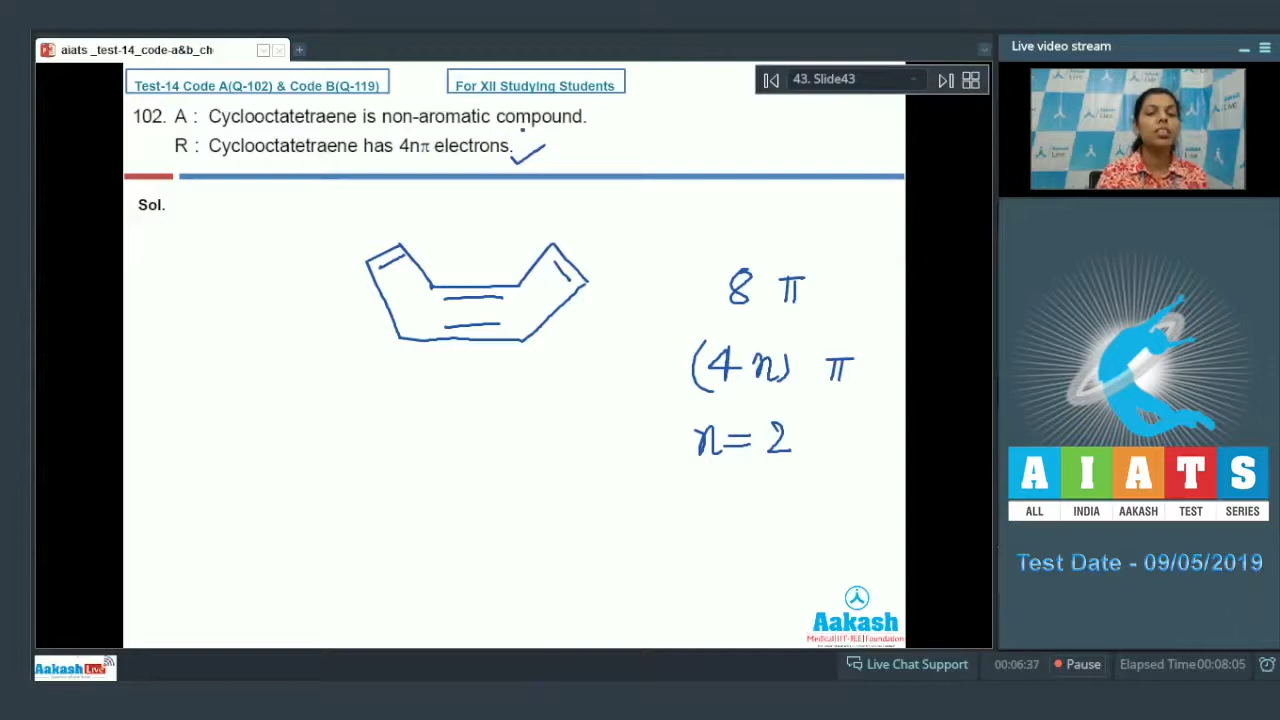 aiats _test-14_code-a&b_ch
Live video stream
Test-14 Code A(Q-102) & Code B(Q-119)
For XII Studying Students
43. Slide43
102. A : Cyclooctatetraene is non-aromatic compound.
R : Cyclooctatetraene has 4nπ electrons.
Sol.
8 π
(4n) π
n = 2
A I A T S
ALL INDIA AAKASH TEST SERIES
Test Date - 09/05/2019
Aakash
Medical|IIT-JEE|Foundations
Aakash Live
Live Chat Support
00:06:37
Pause
Elapsed Time 00:08:05